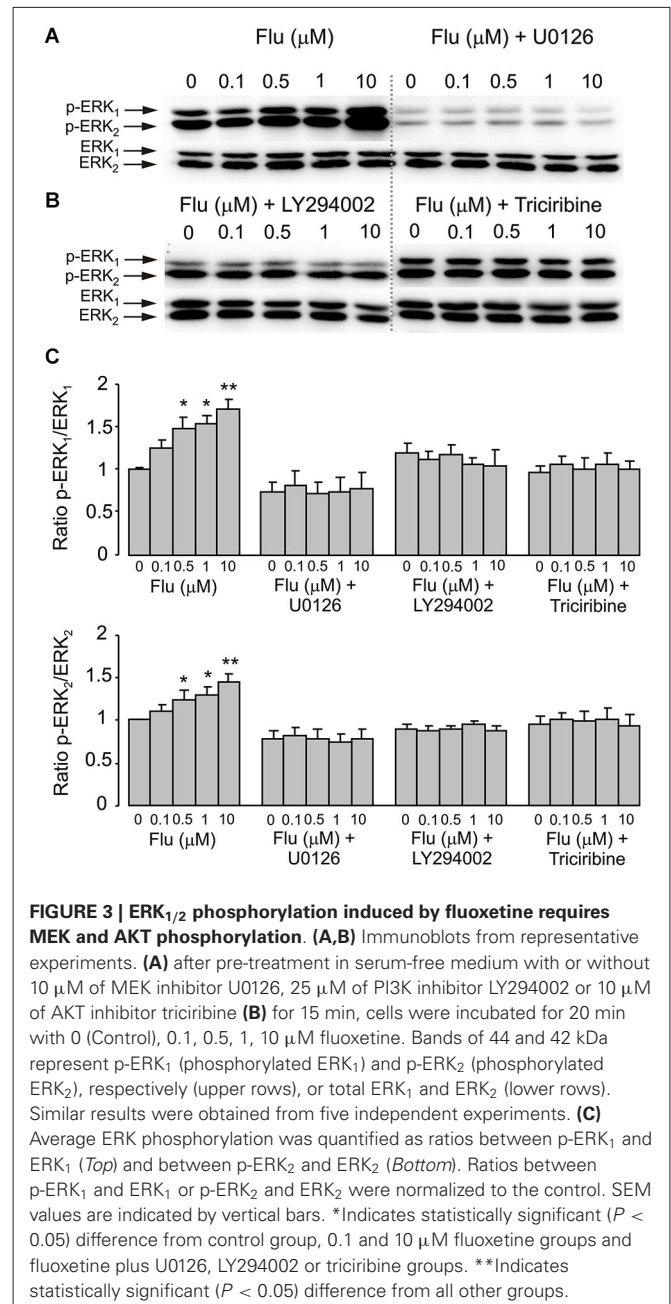 A
Flu (μM) Flu (μM) + U0126
0 0.1 0.5 1 10 0 0.1 0.5 1 10
p-ERK₁
p-ERK₂
ERK₁
ERK₂
B
Flu (μM) + LY294002 Flu (μM) + Triciribine
0 0.1 0.5 1 10 0 0.1 0.5 1 10
p-ERK₁
p-ERK₂
ERK₁
ERK₂
C
Ratio p-ERK₁/ERK₁
2
1.5
1
0.5
0
* * **
0 0.1 0.5 1 10 0 0.1 0.5 1 10 0 0.1 0.5 1 10 0 0.1 0.5 1 10
Flu (μM) Flu (μM) + Flu (μM) + Flu (μM) +
U0126 LY294002 Triciribine
Ratio p-ERK₂/ERK₂
2
1.5
1
0.5
0
* * **
0 0.1 0.5 1 10 0 0.1 0.5 1 10 0 0.1 0.5 1 10 0 0.1 0.5 1 10
Flu (μM) Flu (μM) + Flu (μM) + Flu (μM) +
U0126 LY294002 Triciribine
FIGURE 3 | ERK₁/₂ phosphorylation induced by fluoxetine requires
MEK and AKT phosphorylation. (A,B) Immunoblots from representative
experiments. (A) after pre-treatment in serum-free medium with or without
10 μM of MEK inhibitor U0126, 25 μM of PI3K inhibitor LY294002 or 10 μM
of AKT inhibitor triciribine (B) for 15 min, cells were incubated for 20 min
with 0 (Control), 0.1, 0.5, 1, 10 μM fluoxetine. Bands of 44 and 42 kDa
represent p-ERK₁ (phosphorylated ERK₁) and p-ERK₂ (phosphorylated
ERK₂), respectively (upper rows), or total ERK₁ and ERK₂ (lower rows).
Similar results were obtained from five independent experiments. (C)
Average ERK phosphorylation was quantified as ratios between p-ERK₁ and
ERK₁ (Top) and between p-ERK₂ and ERK₂ (Bottom). Ratios between
p-ERK₁ and ERK₁ or p-ERK₂ and ERK₂ were normalized to the control. SEM
values are indicated by vertical bars. *Indicates statistically significant (P <
0.05) difference from control group, 0.1 and 10 μM fluoxetine groups and
fluoxetine plus U0126, LY294002 or triciribine groups. **Indicates
statistically significant (P < 0.05) difference from all other groups.